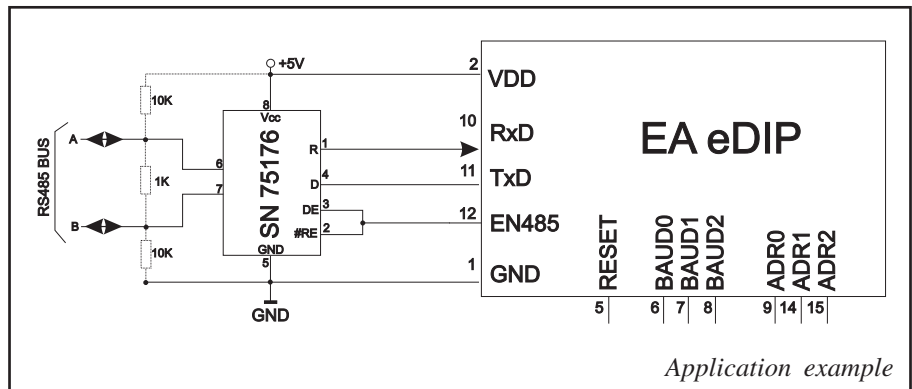 +5V
2
VDD
10K
8
Vcc
10
RxD
EA eDIP
RS485 BUS
A
6
R
1
11
TxD
1K
SN 75176
D
4
7
DE
3
12
EN485
B
#RE
2
10K
GND
5
1
GND
GND
RESET
BAUD0
BAUD1
BAUD2
ADR0
ADR1
ADR2
5
6
7
8
9
14
15
Application example